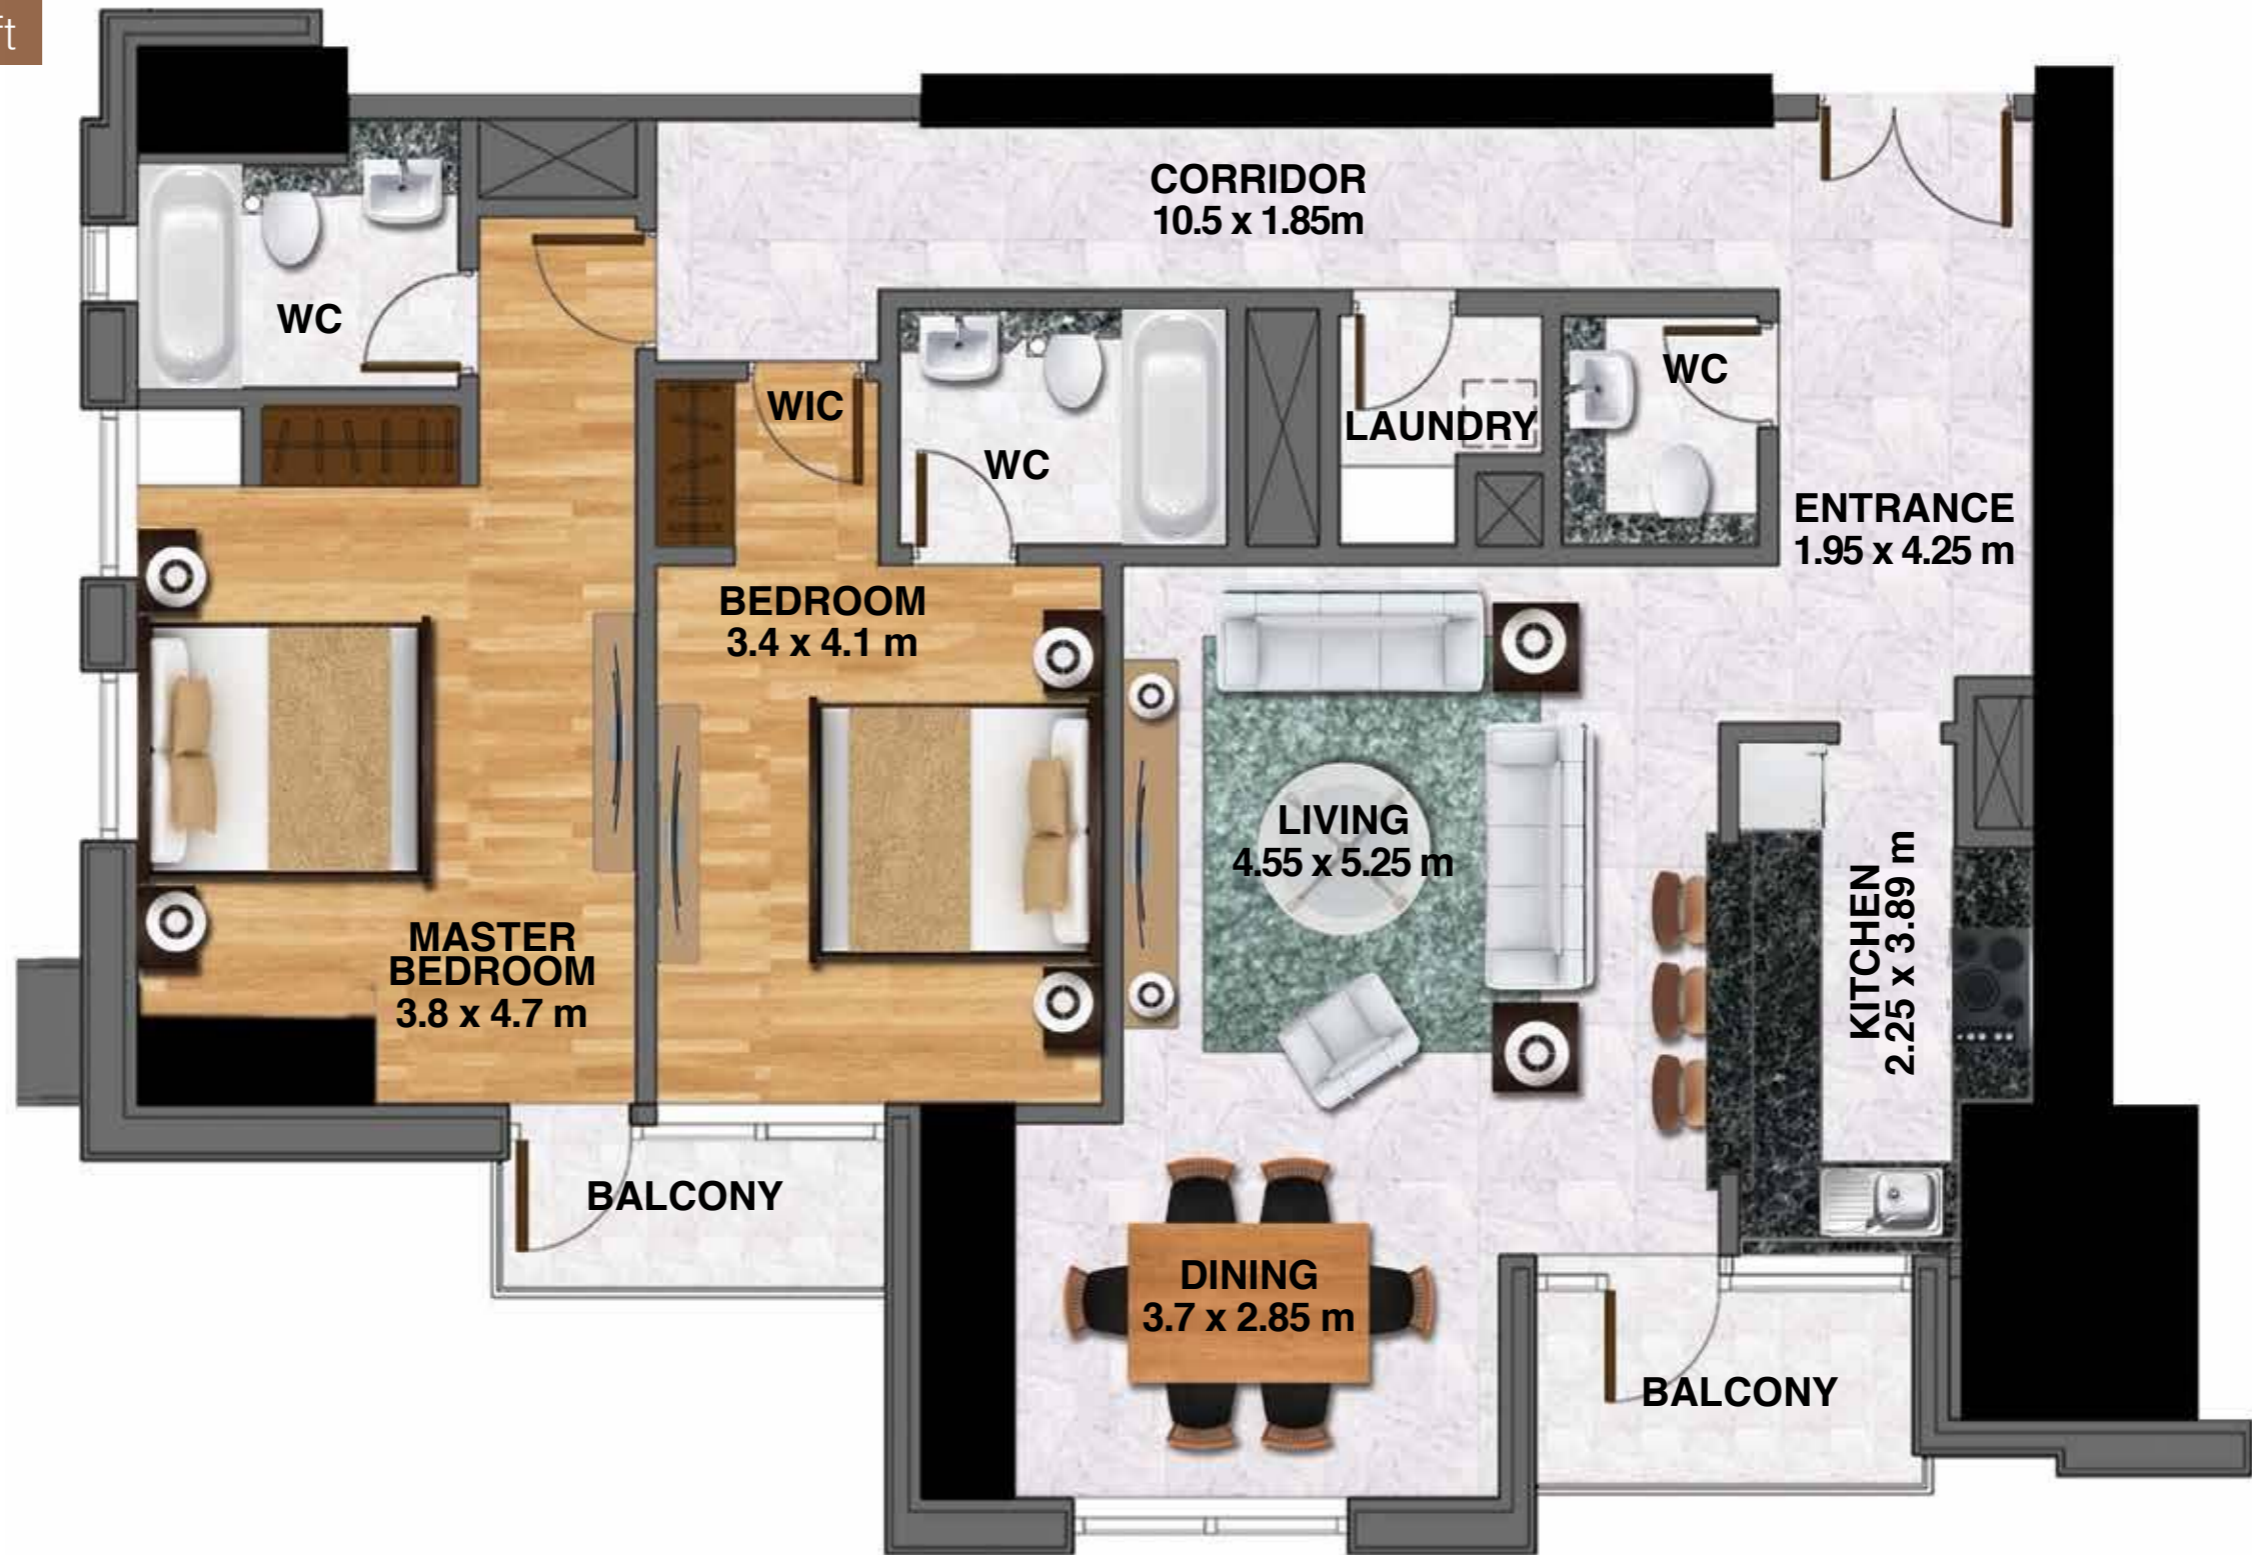 ft
CORRIDOR
10.5 x 1.85m
WC
WIC
WC
LAUNDRY
WC
ENTRANCE
1.95 x 4.25 m
BEDROOM
3.4 x 4.1 m
LIVING
4.55 x 5.25 m
KITCHEN
2.25 x 3.89 m
MASTER
BEDROOM
3.8 x 4.7 m
BALCONY
DINING
3.7 x 2.85 m
BALCONY